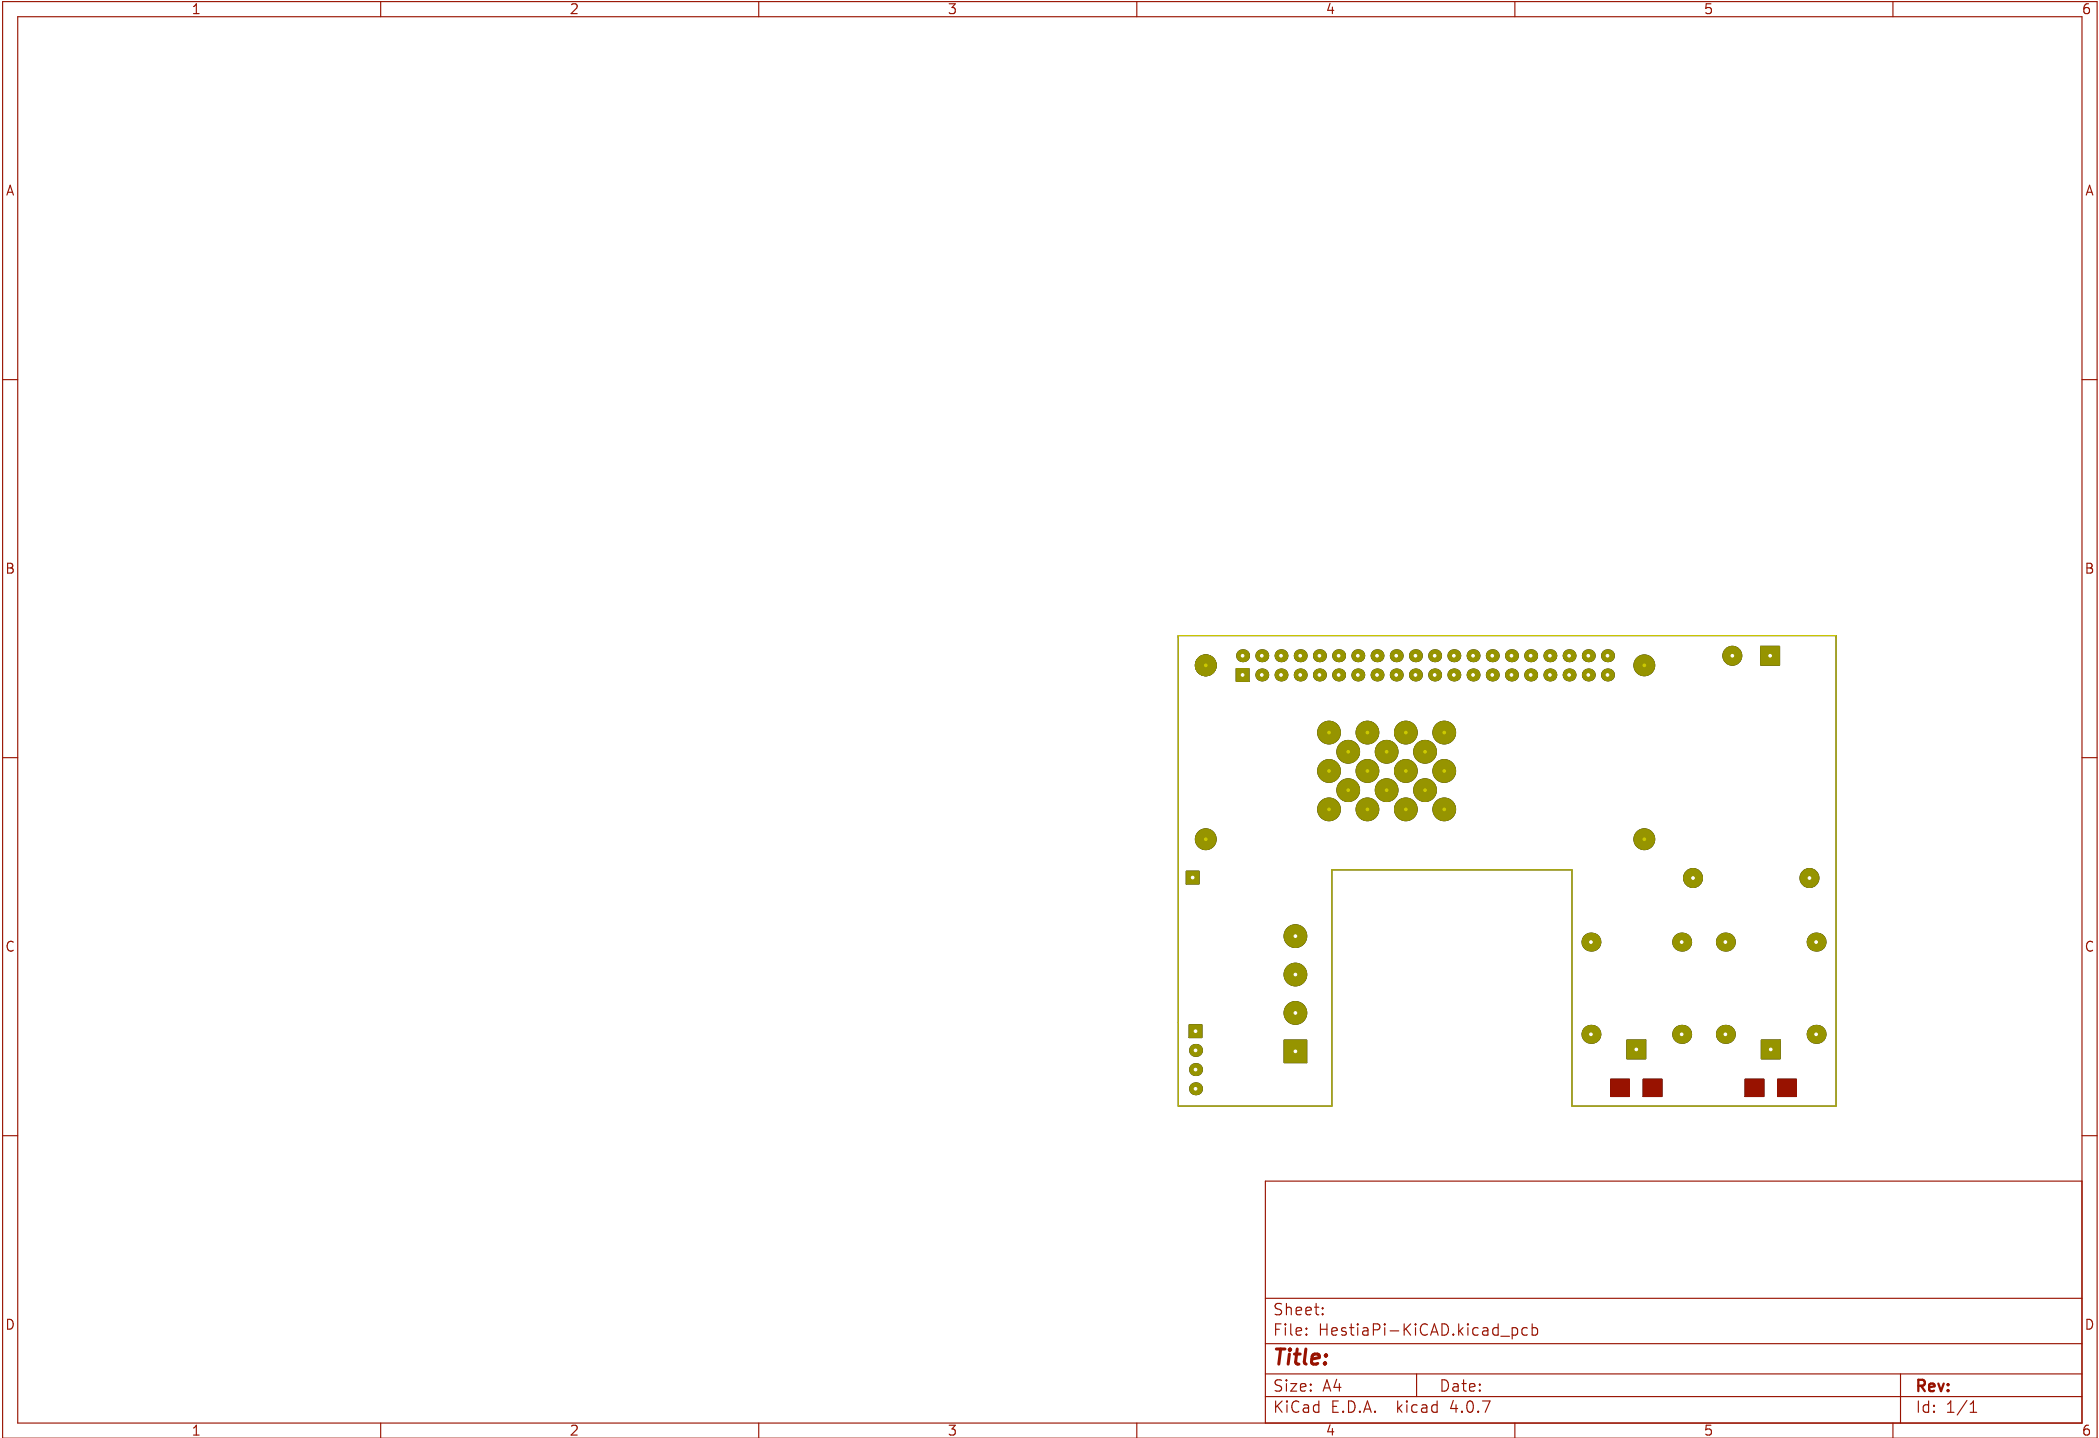 1 2 3 4 5 6
A A
B B
C C
D D
Sheet:
File: HestiaPi-KiCAD.kicad_pcb
Title:
Size: A4 Date: Rev:
KiCad E.D.A. kicad 4.0.7 Id: 1/1
1 2 3 4 5 6